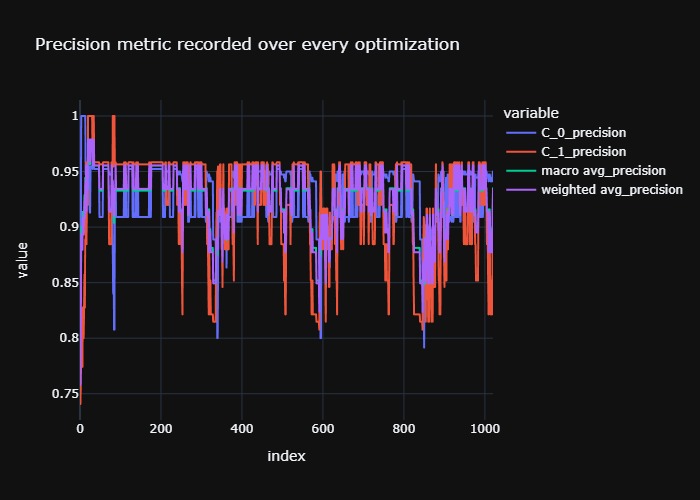 Precision metric recorded over every optimization
variable
C_0_precision
C_1_precision
macro avg_precision
weighted avg_precision
value
1
0.95
0.9
0.85
0.8
0.75
0
200
400
600
800
1000
index